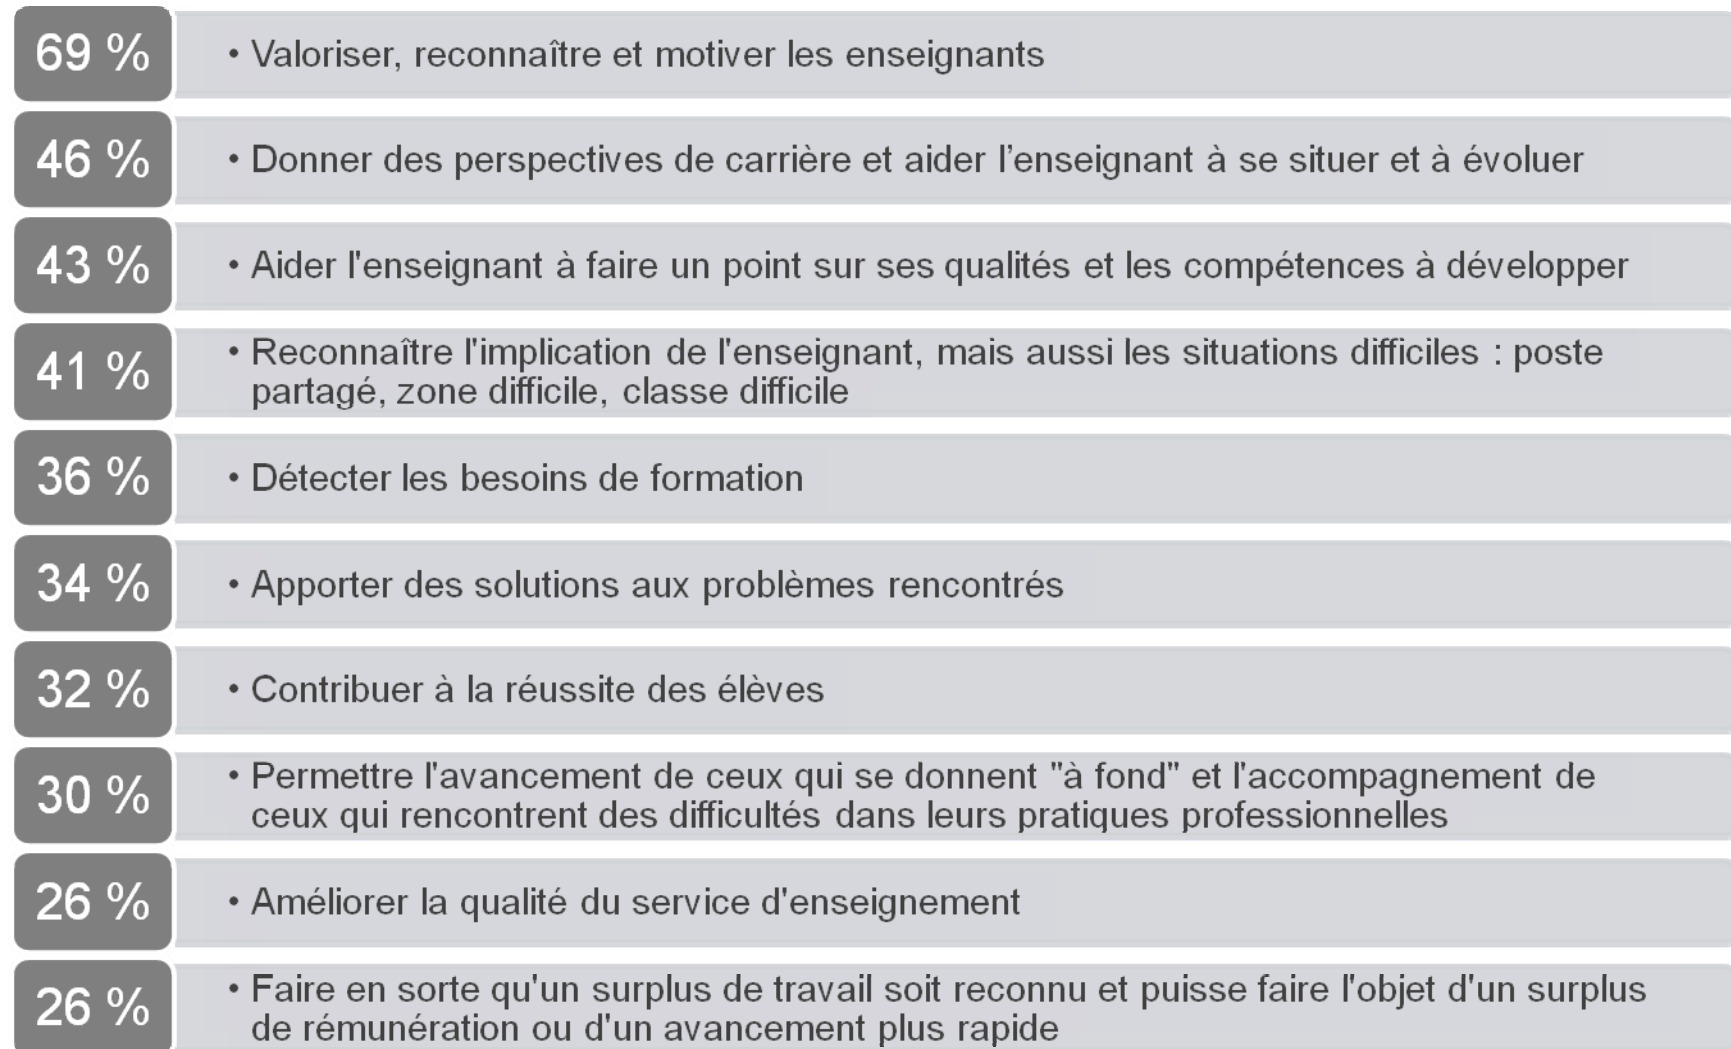 69 %
• Valoriser, reconnaître et motiver les enseignants
46 %
• Donner des perspectives de carrière et aider l’enseignant à se situer et à évoluer
43 %
• Aider l'enseignant à faire un point sur ses qualités et les compétences à développer
41 %
• Reconnaître l'implication de l'enseignant, mais aussi les situations difficiles : poste
partagé, zone difficile, classe difficile
36 %
• Détecter les besoins de formation
34 %
• Apporter des solutions aux problèmes rencontrés
32 %
• Contribuer à la réussite des élèves
30 %
• Permettre l'avancement de ceux qui se donnent "à fond" et l'accompagnement de
ceux qui rencontrent des difficultés dans leurs pratiques professionnelles
26 %
• Améliorer la qualité du service d'enseignement
26 %
• Faire en sorte qu'un surplus de travail soit reconnu et puisse faire l'objet d'un surplus
de rémunération ou d'un avancement plus rapide